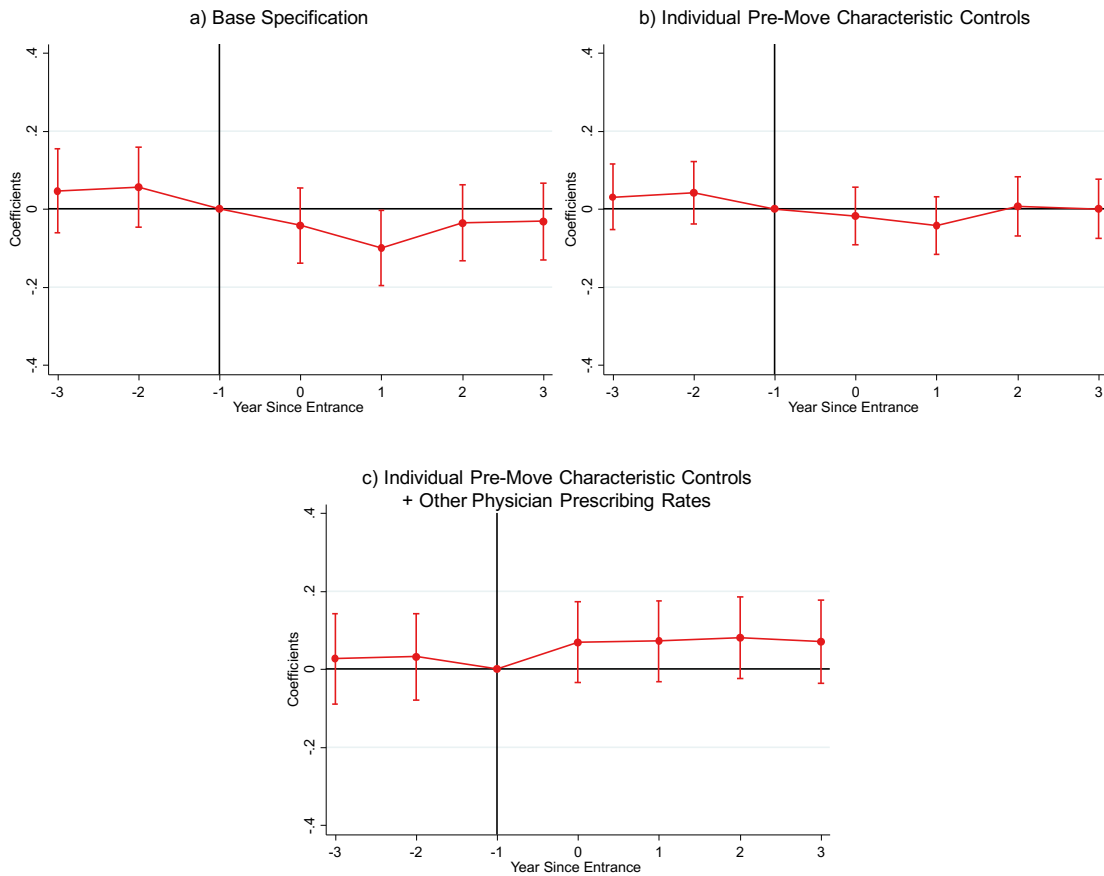 a) Base Specification
.4
.2
0
-.2
-.4
Coefficients
-3 -2 -1 0 1 2 3
Year Since Entrance
b) Individual Pre-Move Characteristic Controls
.4
.2
0
-.2
-.4
Coefficients
-3 -2 -1 0 1 2 3
Year Since Entrance
c) Individual Pre-Move Characteristic Controls
+ Other Physician Prescribing Rates
.4
.2
0
-.2
-.4
Coefficients
-3 -2 -1 0 1 2 3
Year Since Entrance